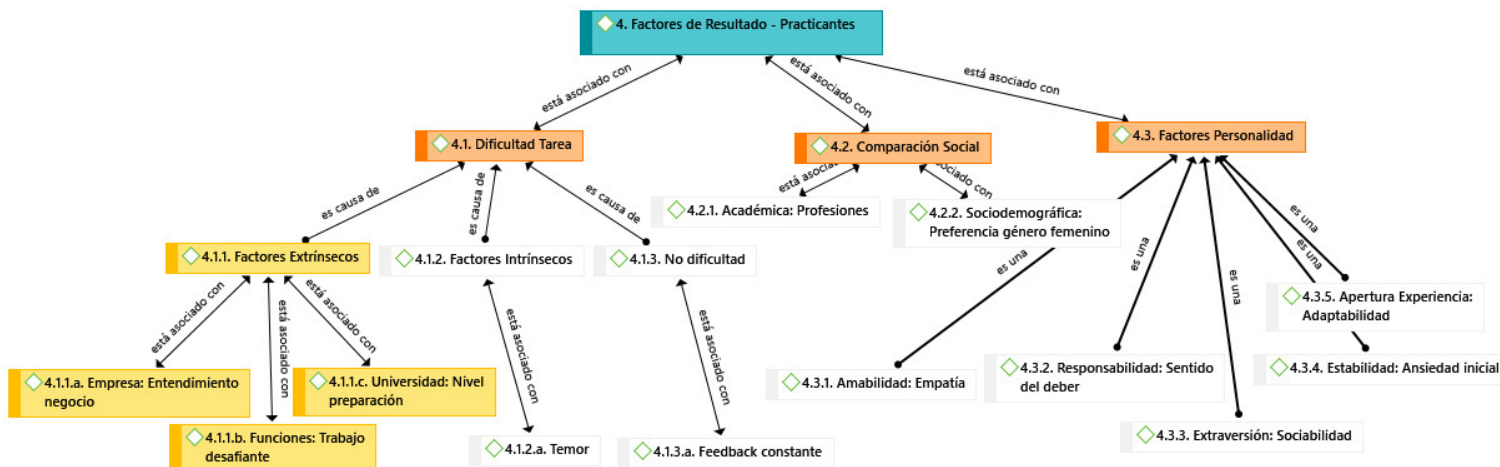 4. Factores de Resultado - Practicantes
está asociado con
está asociado con
está asociado con
4.1. Dificultad Tarea
4.2. Comparación Social
4.3. Factores Personalidad
es causa de
es causa de
es causa de
está asociado con
está asociado con
4.2.1. Académica: Profesiones
4.2.2. Sociodemográfica:
Preferencia género femenino
4.1.1. Factores Extrínsecos
4.1.2. Factores Intrínsecos
4.1.3. No dificultad
es una
es una
es una
es una
es una
4.3.5. Apertura Experiencia:
Adaptabilidad
está asociado con
está asociado con
está asociado con
está asociado con
está asociado con
4.1.1.a. Empresa: Entendimiento
negocio
4.1.1.c. Universidad: Nivel
preparación
4.3.1. Amabilidad: Empatía
4.3.2. Responsabilidad: Sentido
del deber
4.3.4. Estabilidad: Ansiedad inicial
4.1.1.b. Funciones: Trabajo
desafiante
4.1.2.a. Temor
4.1.3.a. Feedback constante
4.3.3. Extraversión: Sociabilidad